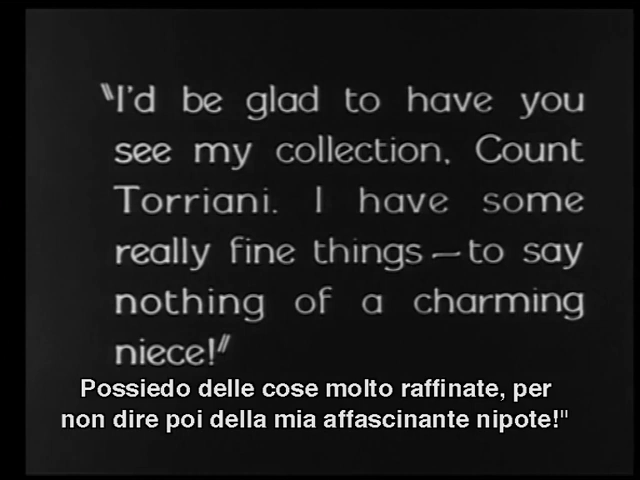 "I'd be glad to have you
see my collection, Count
Torriani. I have some
really fine things—to say
nothing of a charming
niece!"
Possiedo delle cose molto raffinate, per
non dire poi della mia affascinante nipote!"